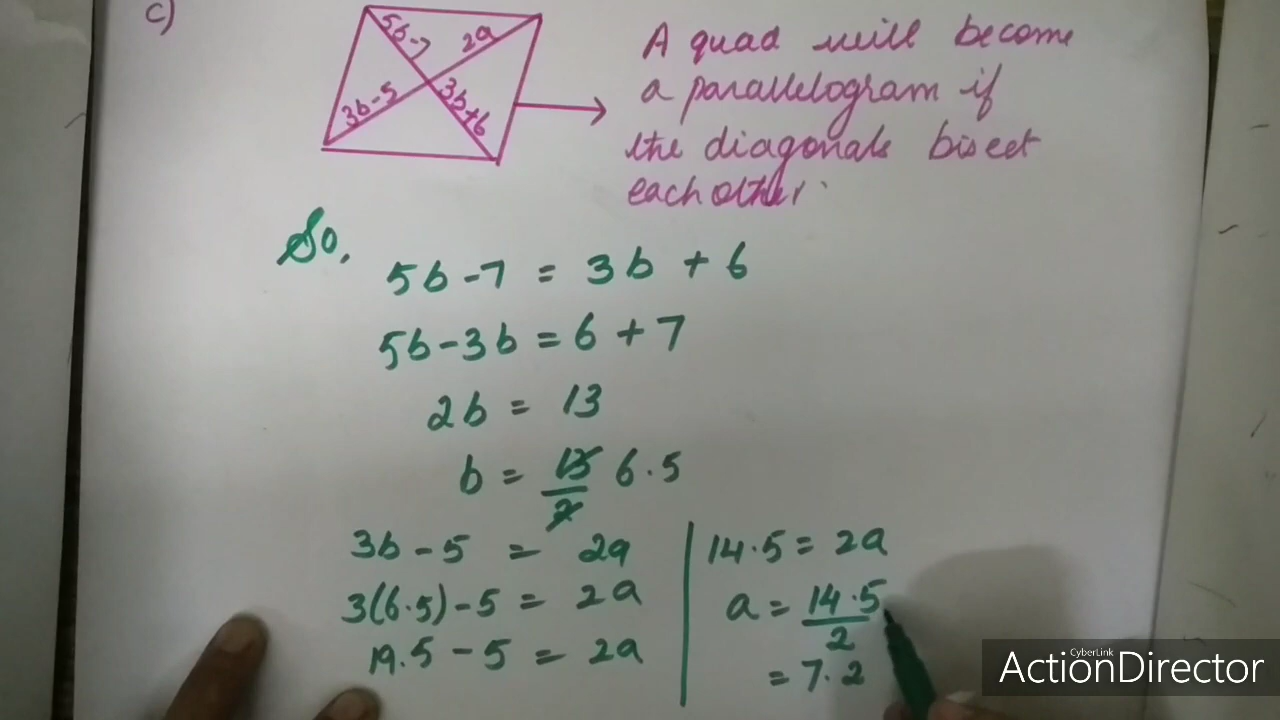 c)
5b-7
2a
3b-5
3b+6
A quad will become
a parallelogram if
the diagonals bisect
each other.
So,
5b-7 = 3b + 6
5b-3b = 6 + 7
2b = 13
b = 13/2 6.5
3b-5 = 2a
3(6.5)-5 = 2a
19.5-5 = 2a
14.5 = 2a
a = 14.5/2
= 7.2
CyberLink
ActionDirector